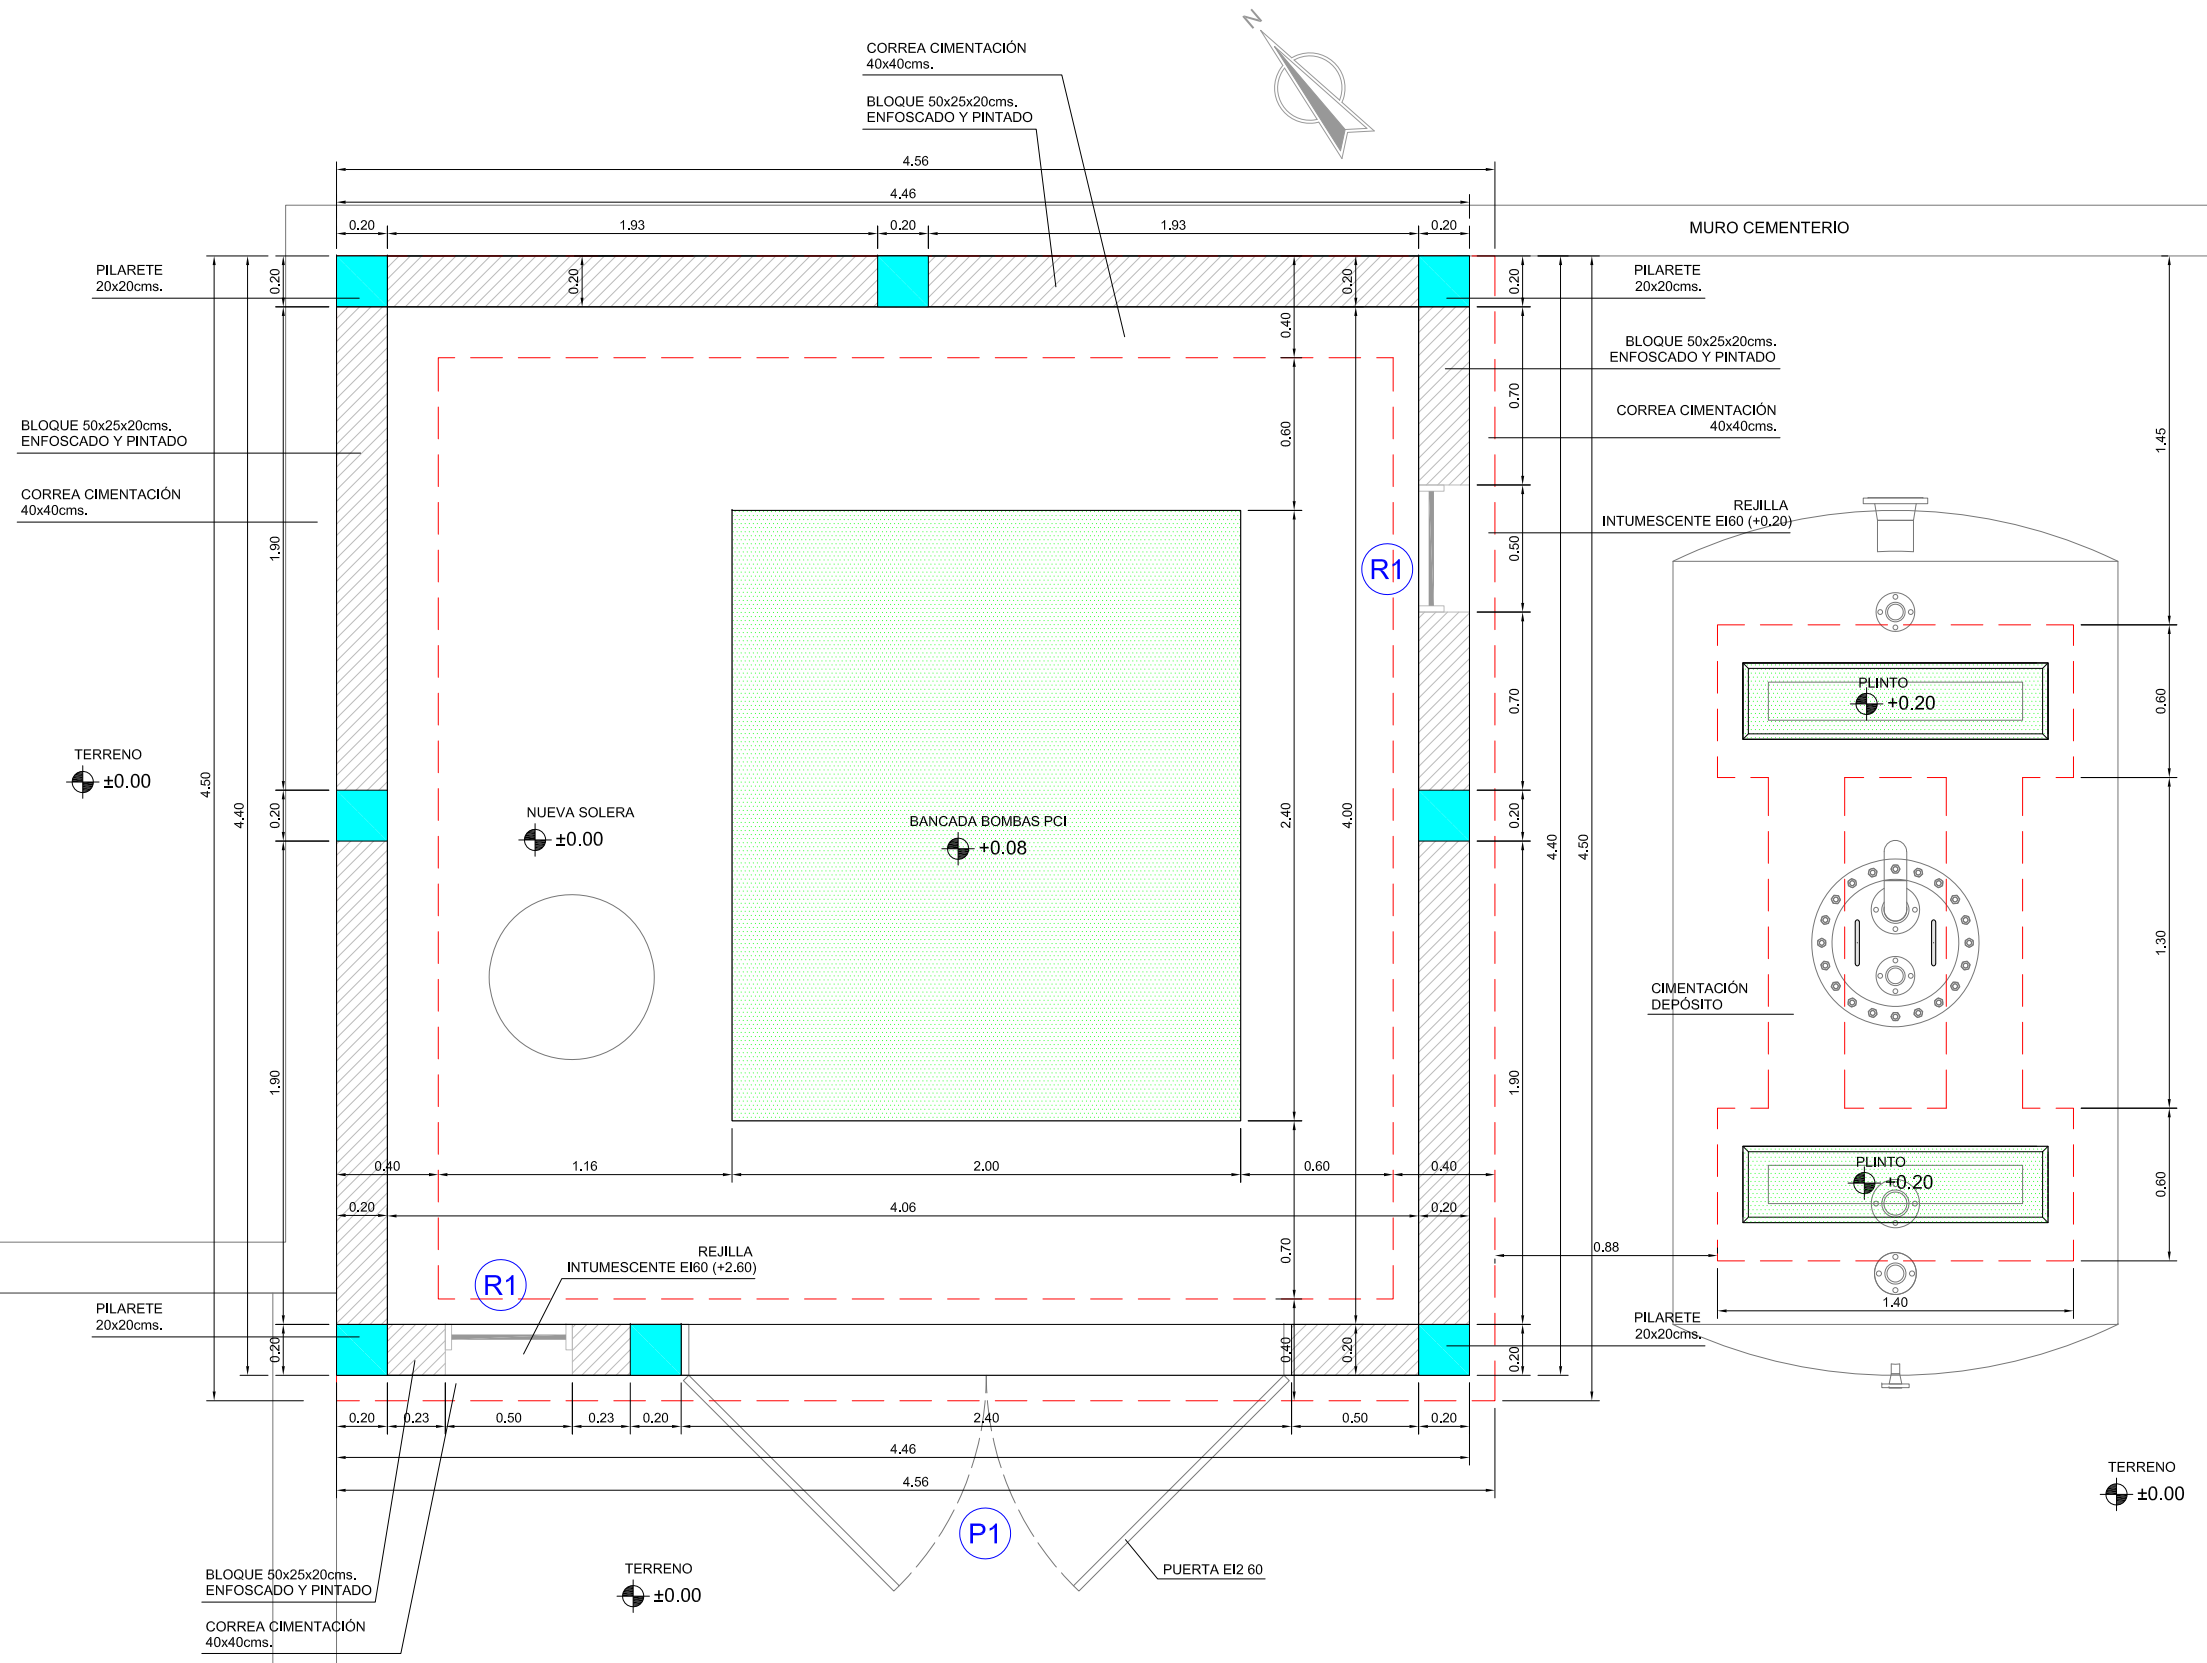 N
CORREA CIMENTACIÓN
40x40cms.
BLOQUE 50x25x20cms.
ENFOSCADO Y PINTADO
4.56
4.46
0.20
1.93
0.20
1.93
0.20
MURO CEMENTERIO
PILARETE
20x20cms.
0.20
0.20
0.20
0.20
PILARETE
20x20cms.
0.40
BLOQUE 50x25x20cms.
ENFOSCADO Y PINTADO
0.70
CORREA CIMENTACIÓN
40x40cms.
BLOQUE 50x25x20cms.
ENFOSCADO Y PINTADO
0.60
1.45
CORREA CIMENTACIÓN
40x40cms.
REJILLA
INTUMESCENTE EI60 (+0.20)
1.90
0.50
R1
PLINTO
+0.20
0.70
0.60
TERRENO
±0.00
4.50
4.40
0.20
NUEVA SOLERA
±0.00
BANCADA BOMBAS PCI
+0.08
2.40
4.00
0.20
4.40
4.50
1.30
CIMENTACIÓN
DEPÓSITO
1.90
1.90
0.40
1.16
2.00
0.60
0.40
PLINTO
+0.20
0.60
0.20
4.06
0.20
REJILLA
INTUMESCENTE EI60 (+2.60)
R1
0.70
0.88
1.40
PILARETE
20x20cms.
0.20
0.40
0.20
0.20
PILARETE
20x20cms.
0.20
0.23
0.50
0.23
0.20
2.40
0.50
0.20
4.46
4.56
P1
TERRENO
±0.00
BLOQUE 50x25x20cms.
ENFOSCADO Y PINTADO
TERRENO
±0.00
PUERTA EI2 60
CORREA CIMENTACIÓN
40x40cms.